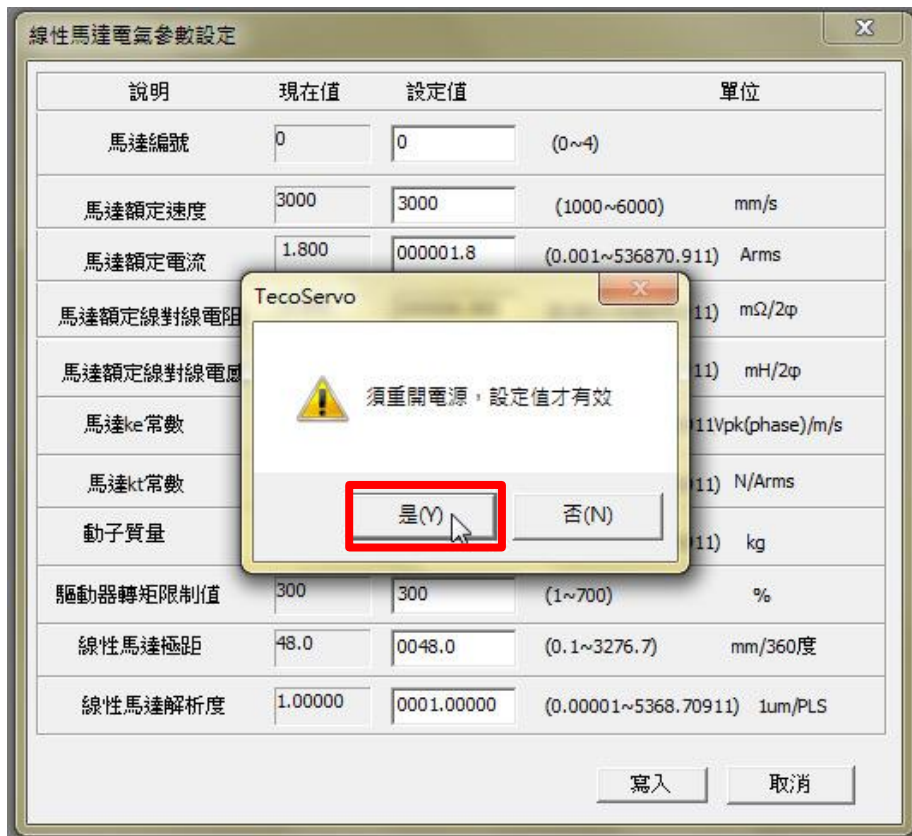 線性馬達電氣參數設定
說明 現在值 設定值 單位
馬達編號 0 0 (0~4)
馬達額定速度 3000 3000 (1000~6000) mm/s
馬達額定電流 1.800 000001.8 (0.001~536870.911) Arms
TecoServo
馬達額定線對線電阻 11) mΩ/2φ
馬達額定線對線電感 11) mH/2φ
須重開電源，設定值才有效
馬達ke常數 11Vpk(phase)/m/s
馬達kt常數 11) N/Arms
是(Y) 否(N)
動子質量 11) kg
驅動器轉矩限制值 300 300 (1~700) %
線性馬達極距 48.0 0048.0 (0.1~3276.7) mm/360度
線性馬達解析度 1.00000 0001.00000 (0.00001~5368.70911) 1um/PLS
寫入 取消